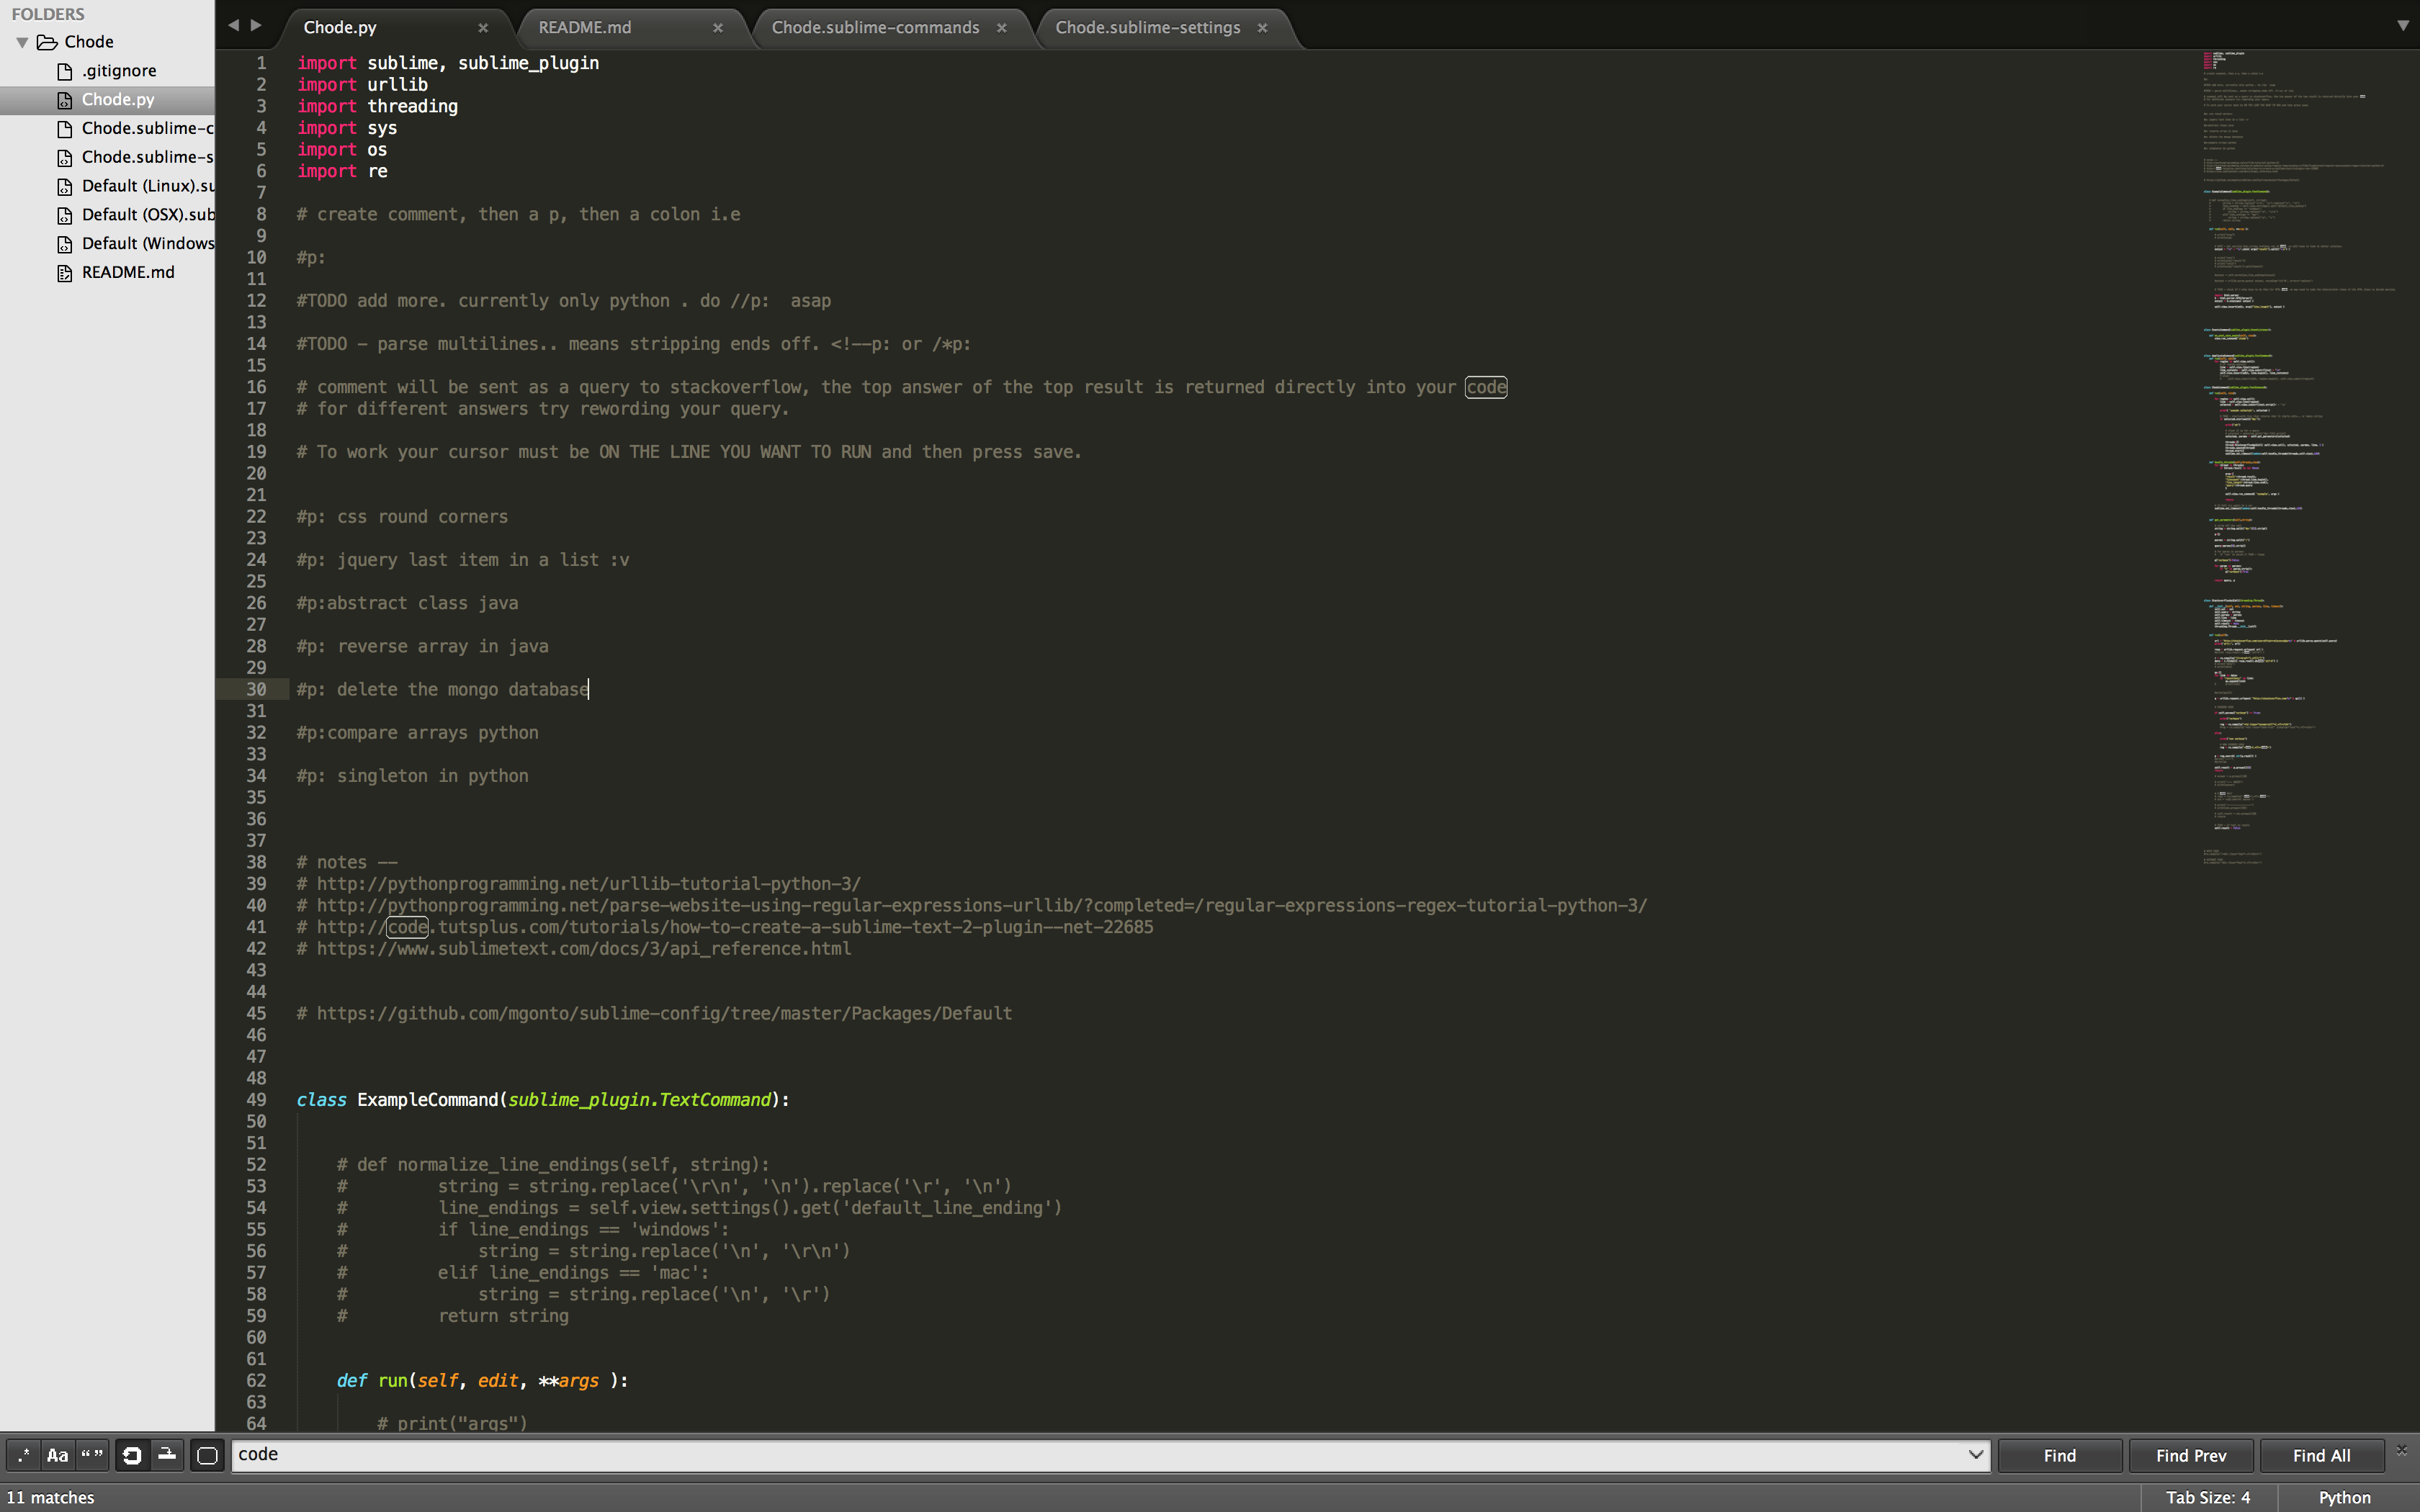 FOLDERS
Chode
.gitignore
Chode.py
Chode.sublime-c
Chode.sublime-s
Default (Linux).su
Default (OSX).sub
Default (Windows
README.md
Chode.py × README.md × Chode.sublime-commands × Chode.sublime-settings ×
1 import sublime, sublime_plugin
2 import urllib
3 import threading
4 import sys
5 import os
6 import re
7
8 # create comment, then a p, then a colon i.e
9
10 #p:
11
12 #TODO add more. currently only python . do //p:  asap
13
14 #TODO - parse multilines.. means stripping ends off. <!--p: or /*p:
15
16 # comment will be sent as a query to stackoverflow, the top answer of the top result is returned directly into your code
17 # for different answers try rewording your query.
18
19 # To work your cursor must be ON THE LINE YOU WANT TO RUN and then press save.
20
21
22 #p: css round corners
23
24 #p: jquery last item in a list :v
25
26 #p:abstract class java
27
28 #p: reverse array in java
29
30 #p: delete the mongo database
31
32 #p:compare arrays python
33
34 #p: singleton in python
35
36
37
38 # notes --
39 # http://pythonprogramming.net/urllib-tutorial-python-3/
40 # http://pythonprogramming.net/parse-website-using-regular-expressions-urllib/?completed=/regular-expressions-regex-tutorial-python-3/
41 # http://code.tutsplus.com/tutorials/how-to-create-a-sublime-text-2-plugin--net-22685
42 # https://www.sublimetext.com/docs/3/api_reference.html
43
44
45 # https://github.com/mgonto/sublime-config/tree/master/Packages/Default
46
47
48
49 class ExampleCommand(sublime_plugin.TextCommand):
50
51
52     # def normalize_line_endings(self, string):
53     #         string = string.replace('\r\n', '\n').replace('\r', '\n')
54     #         line_endings = self.view.settings().get('default_line_ending')
55     #         if line_endings == 'windows':
56     #             string = string.replace('\n', '\r\n')
57     #         elif line_endings == 'mac':
58     #             string = string.replace('\n', '\r')
59     #         return string
60
61
62     def run(self, edit, **args ):
63
64         # print("args")
.* Aa “” code Find Find Prev Find All ×
11 matches Tab Size: 4 Python